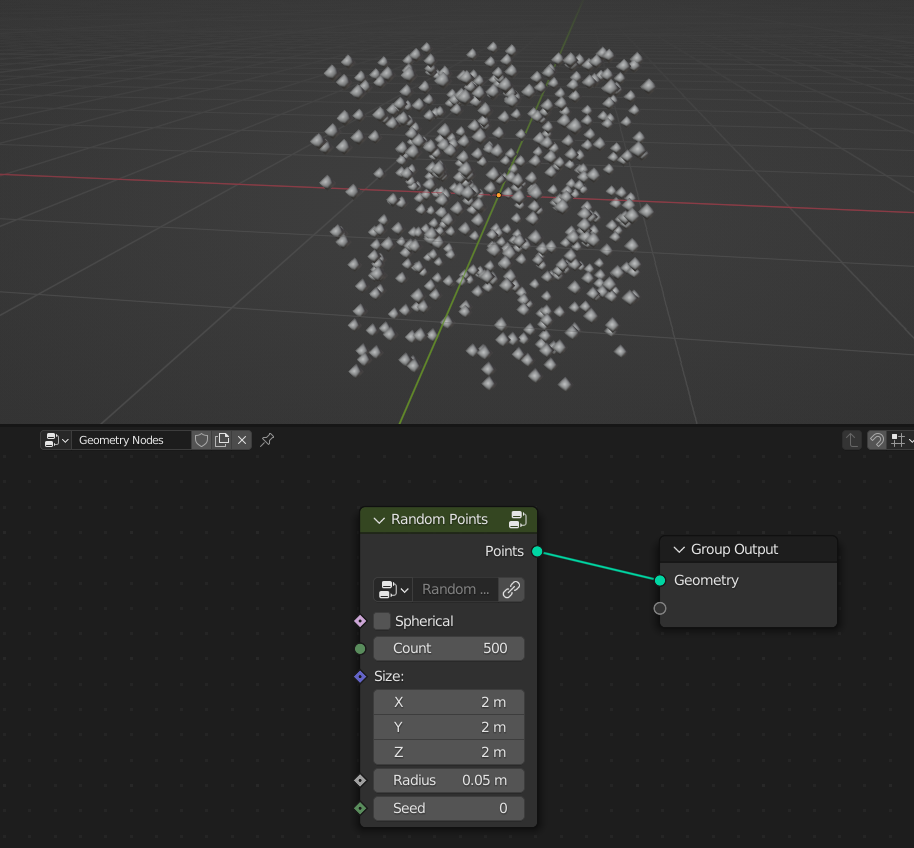 Geometry Nodes
Random Points
Points
Random ...
Spherical
Count 500
Size:
X 2 m
Y 2 m
Z 2 m
Radius 0.05 m
Seed 0
Group Output
Geometry